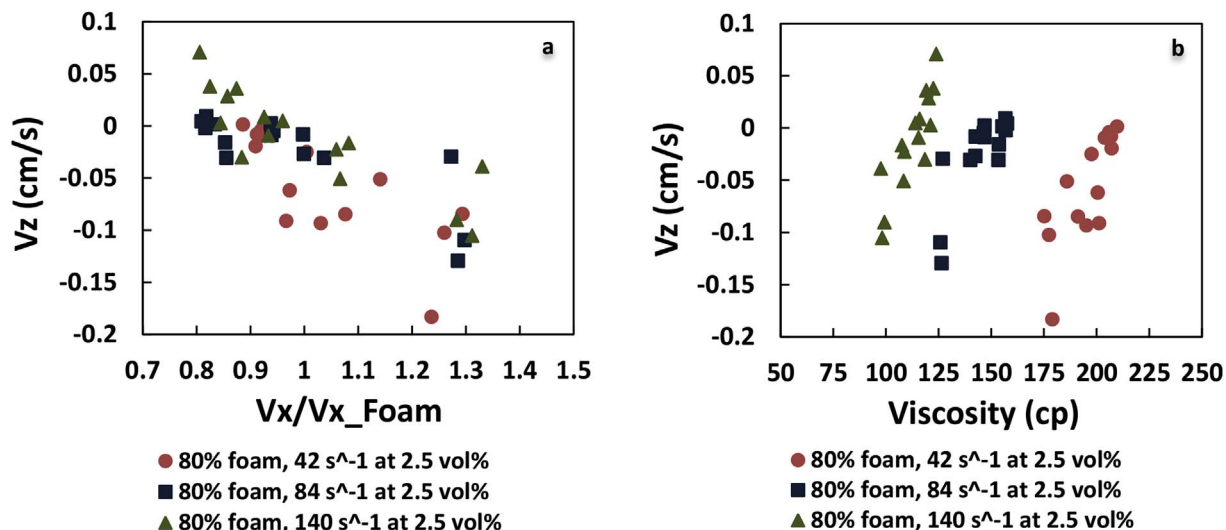 a
Vz (cm/s)
0.1
0.05
0
-0.05
-0.1
-0.15
-0.2
0.7 0.8 0.9 1 1.1 1.2 1.3 1.4 1.5
Vx/Vx_Foam
80% foam, 42 s^-1 at 2.5 vol%
80% foam, 84 s^-1 at 2.5 vol%
80% foam, 140 s^-1 at 2.5 vol%
b
Vz (cm/s)
0.1
0.05
0
-0.05
-0.1
-0.15
-0.2
50 75 100 125 150 175 200 225 250
Viscosity (cp)
80% foam, 42 s^-1 at 2.5 vol%
80% foam, 84 s^-1 at 2.5 vol%
80% foam, 140 s^-1 at 2.5 vol%